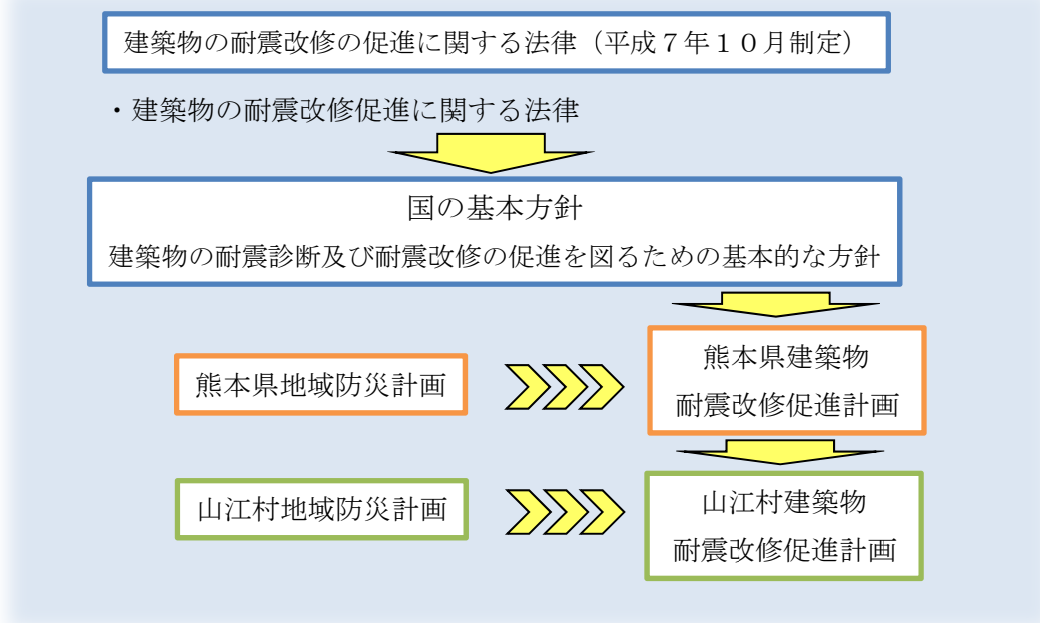 建築物の耐震改修の促進に関する法律（平成７年１０月制定）
・建築物の耐震改修促進に関する法律
国の基本方針
建築物の耐震診断及び耐震改修の促進を図るための基本的な方針
熊本県地域防災計画
熊本県建築物
耐震改修促進計画
山江村地域防災計画
山江村建築物
耐震改修促進計画